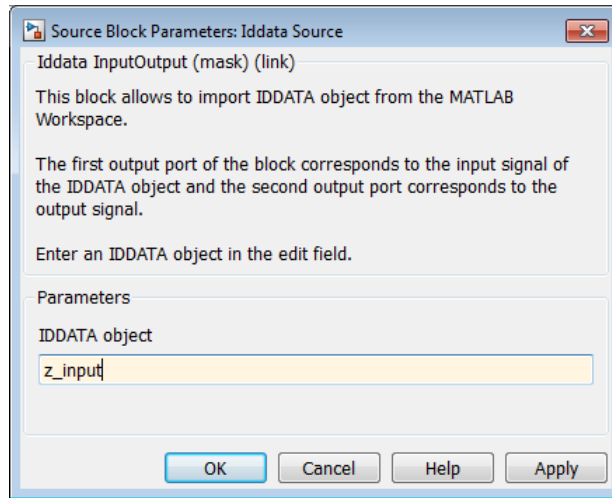 Source Block Parameters: Iddata Source
Iddata InputOutput (mask) (link)
This block allows to import IDDATA object from the MATLAB
Workspace.
The first output port of the block corresponds to the input signal of
the IDDATA object and the second output port corresponds to the
output signal.
Enter an IDDATA object in the edit field.
Parameters
IDDATA object
z_input
OK Cancel Help Apply